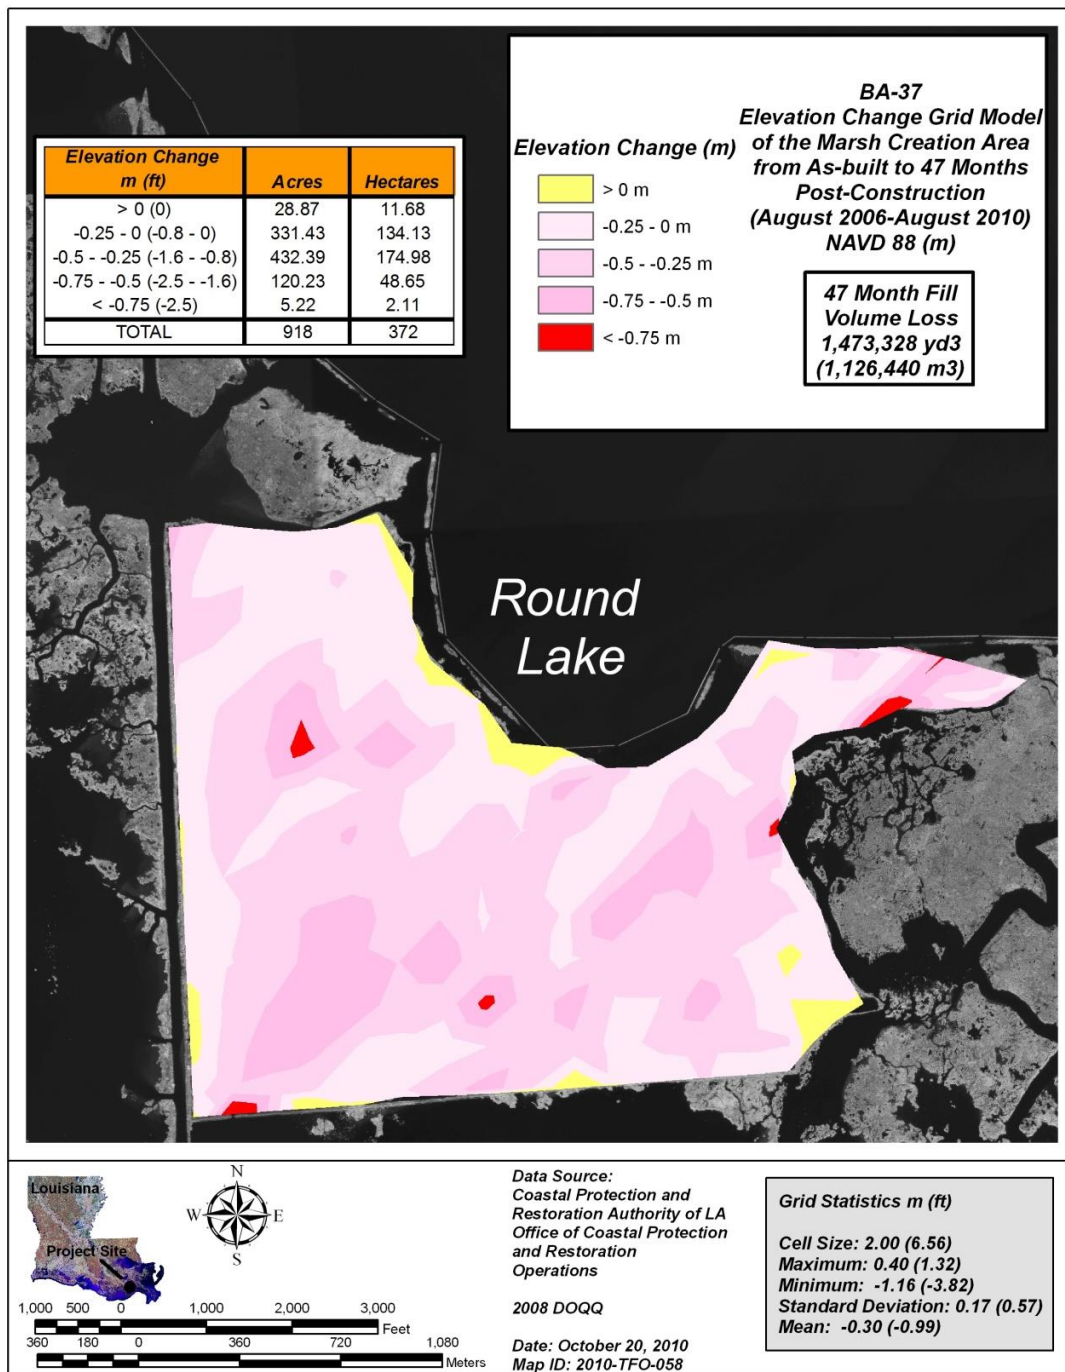 BA-37
Elevation Change Grid Model
of the Marsh Creation Area
from As-built to 47 Months
Post-Construction
(August 2006-August 2010)
NAVD 88 (m)
47 Month Fill
Volume Loss
1,473,328 yd3
(1,126,440 m3)
Elevation Change (m)
> 0 m
-0.25 - 0 m
-0.5 - -0.25 m
-0.75 - -0.5 m
< -0.75 m
Elevation Change
m (ft) Acres Hectares
> 0 (0) 28.87 11.68
-0.25 - 0 (-0.8 - 0) 331.43 134.13
-0.5 - -0.25 (-1.6 - -0.8) 432.39 174.98
-0.75 - -0.5 (-2.5 - -1.6) 120.23 48.65
< -0.75 (-2.5) 5.22 2.11
TOTAL 918 372
Round
Lake
Louisiana
Project Site
N
W E
S
1,000 500 0 1,000 2,000 3,000
Feet
360 180 0 360 720 1,080
Meters
Data Source:
Coastal Protection and
Restoration Authority of LA
Office of Coastal Protection
and Restoration
Operations
2008 DOQQ
Date: October 20, 2010
Map ID: 2010-TFO-058
Grid Statistics m (ft)
Cell Size: 2.00 (6.56)
Maximum: 0.40 (1.32)
Minimum: -1.16 (-3.82)
Standard Deviation: 0.17 (0.57)
Mean: -0.30 (-0.99)